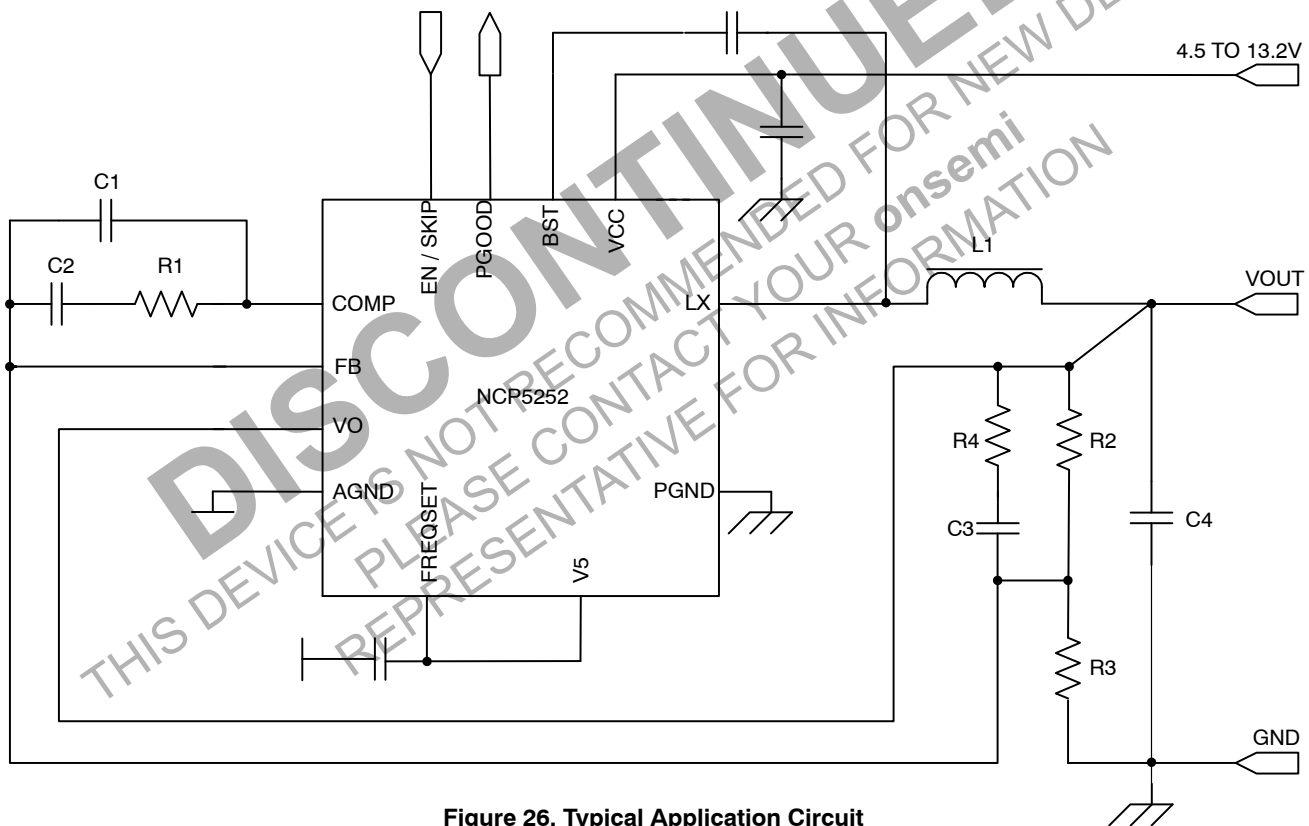 4.5 TO 13.2V
C1
C2
R1
EN / SKIP
PGOOD
BST
VCC
L1
VOUT
COMP
LX
FB
NCP5252
VO
R4
R2
AGND
PGND
C3
C4
FREQSET
V5
R3
GND
DISCONTINUED
THIS DEVICE IS NOT RECOMMENDED FOR NEW DE
PLEASE CONTACT YOUR onsemi
REPRESENTATIVE FOR INFORMATION
Figure 26. Typical Application Circuit